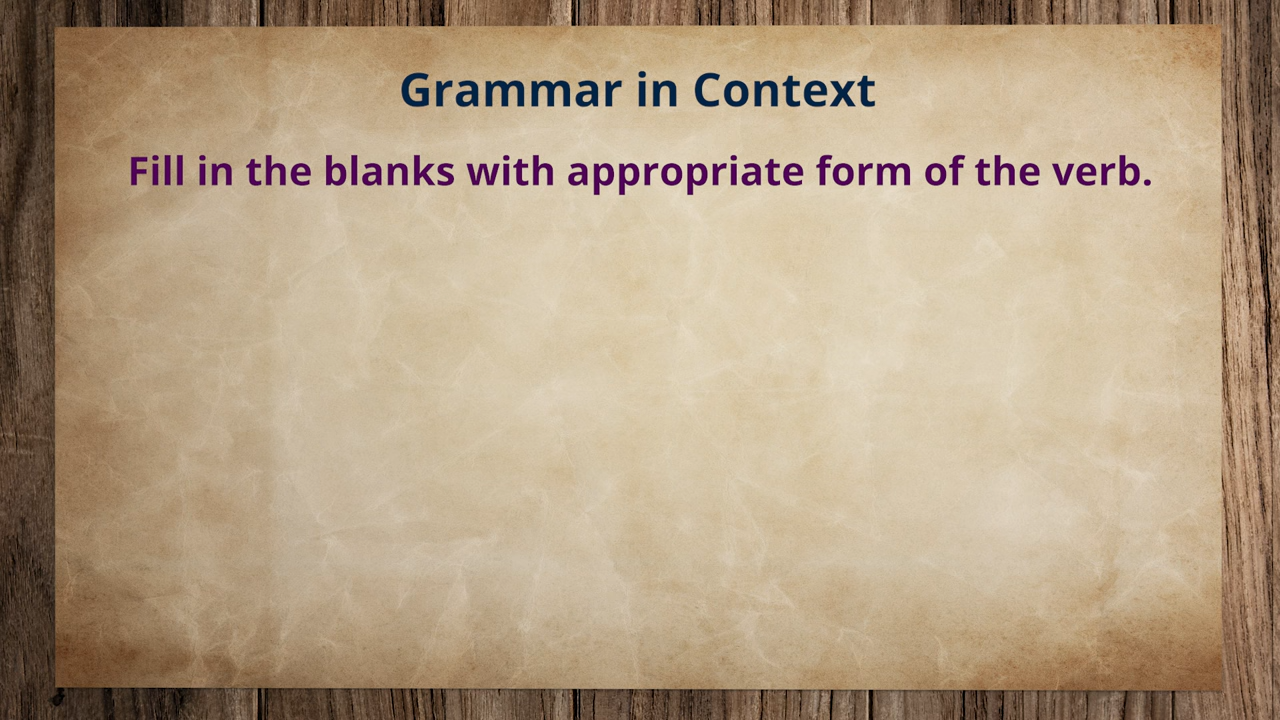 Grammar in Context
Fill in the blanks with appropriate form of the verb.